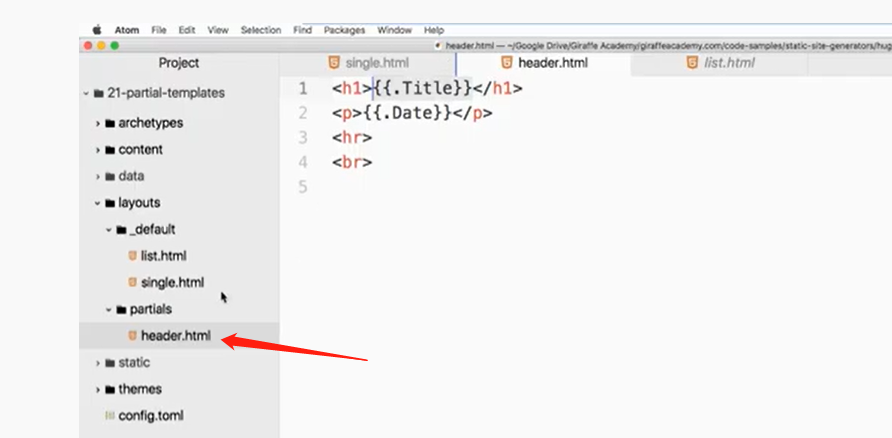 Atom File Edit View Selection Find Packages Window Help
header.html — ~/Google Drive/Giraffe Academy/giraffeacademy.com/code-samples/static-site-generators/hug
Project
single.html
header.html
list.html
21-partial-templates
archetypes
content
data
layouts
_default
list.html
single.html
partials
header.html
static
themes
config.toml
1 <h1>{{.Title}}</h1>
2 <p>{{.Date}}</p>
3 <hr>
4 <br>
5